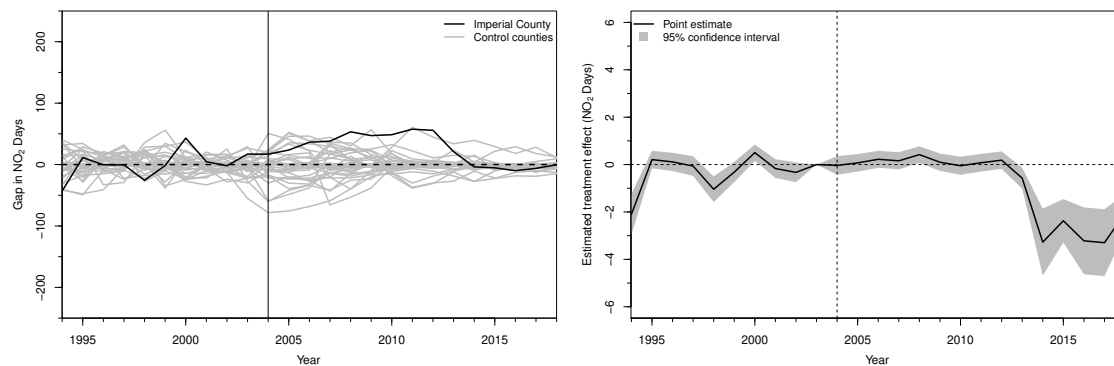 Gap in NO₂ Days
−200
−100
0
100
200
1995
2000
2005
2010
2015
Year
Imperial County
Control counties
Estimated treatment effect (NO₂ Days)
−6
−4
−2
0
2
4
6
1995
2000
2005
2010
2015
Year
Point estimate
95% confidence interval